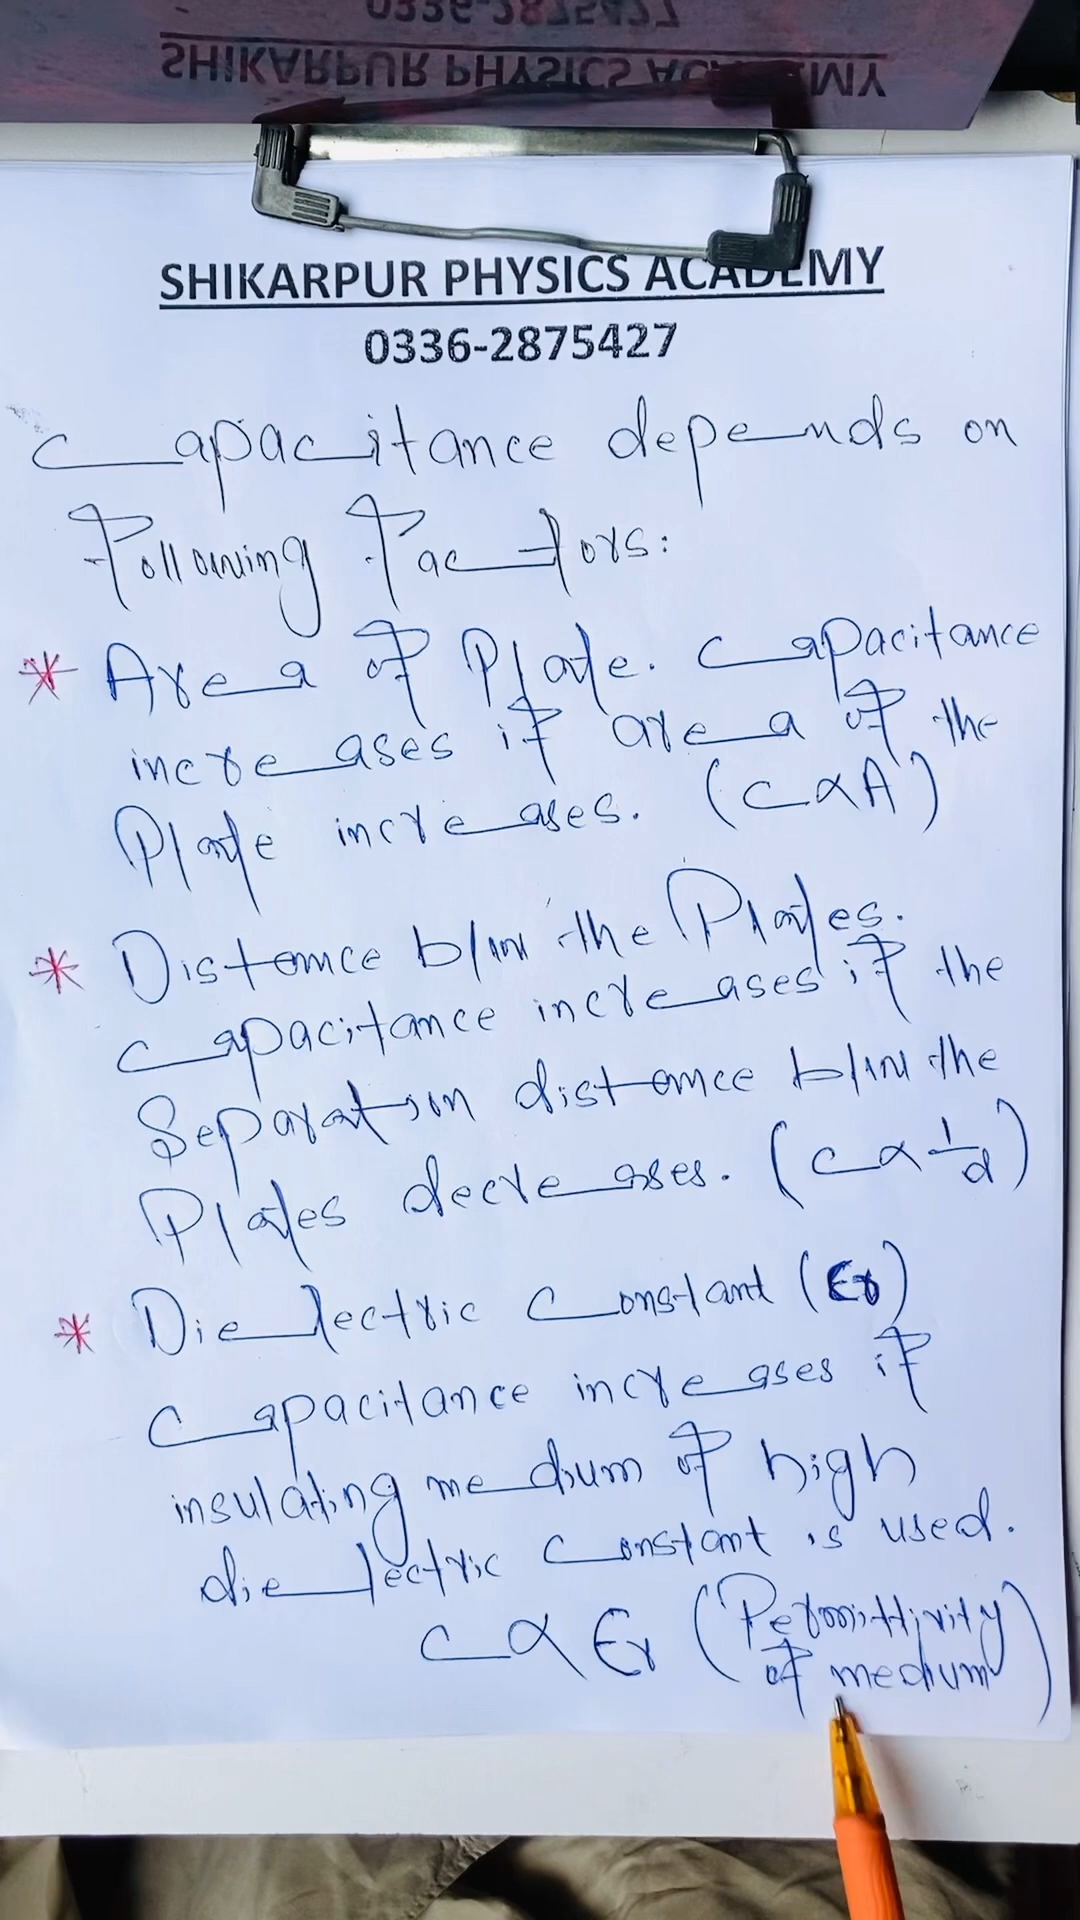 0336-2875427
SHIKARPUR PHYSICS ACADEMY
SHIKARPUR PHYSICS ACADEMY
0336-2875427
Capacitance depends on
Following Factors:
* Area of Plate. Capacitance
increases if area of the
Plate increases. (C∝A)
* Distance b/w the Plates.
Capacitance increases if the
Separation distance b/w the
Plates decreases. (C∝1/d)
* Dielectric Constant (Er)
Capacitance increases if
insulating medium of high
dielectric Constant is used.
C∝Er (Permittivity
of medium)